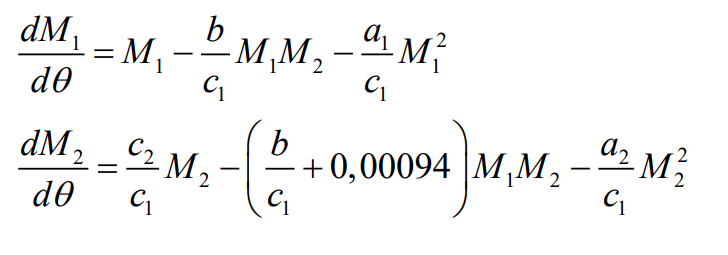 dM₁/dθ = M₁ − (b/c₁) M₁M₂ − (a₁/c₁) M₁²
dM₂/dθ = (c₂/c₁) M₂ − (b/c₁ + 0,00094) M₁M₂ − (a₂/c₁) M₂²